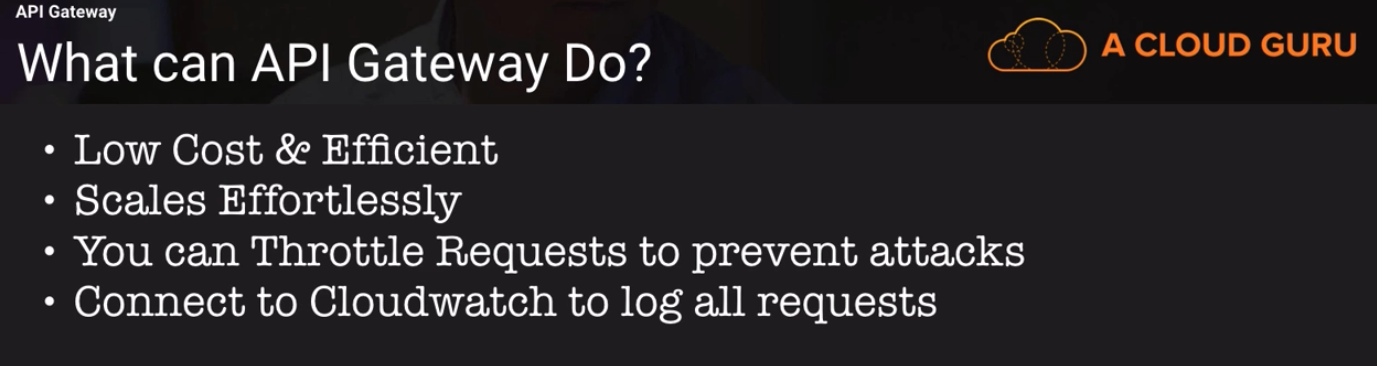 API Gateway
What can API Gateway Do?
A CLOUD GURU
• Low Cost & Efficient
• Scales Effortlessly
• You can Throttle Requests to prevent attacks
• Connect to Cloudwatch to log all requests